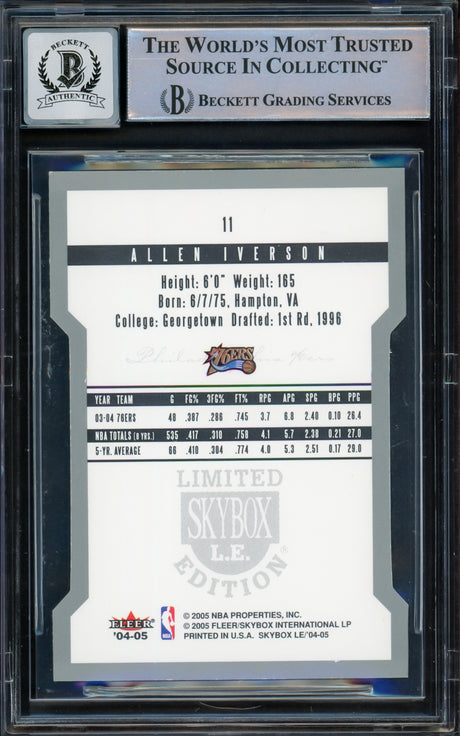 BECKETT
B
AUTHENTIC
THE WORLD'S MOST TRUSTED
SOURCE IN COLLECTING™
B BECKETT GRADING SERVICES
11
ALLEN IVERSON
Height: 6'0" Weight: 165
Born: 6/7/75, Hampton, VA
College: Georgetown Drafted: 1st Rd, 1996
Philadelphia 76ers
76ERS
YEAR TEAM G FG% 3FG% FT% RPG APG SPG BPG PPG
03-04 76ERS 48 .387 .286 .745 3.7 6.8 2.40 0.10 26.4
NBA TOTALS (8 YRS.) 535 .417 .310 .758 4.1 5.7 2.38 0.21 27.0
5-YR. AVERAGE 66 .410 .304 .774 4.0 5.3 2.51 0.17 29.0
LIMITED
SKYBOX
L.E.
EDITION®
FLEER
'04-05
NBA
© 2005 NBA PROPERTIES, INC.
© 2005 FLEER/SKYBOX INTERNATIONAL LP
PRINTED IN U.S.A. SKYBOX LE/'04-05